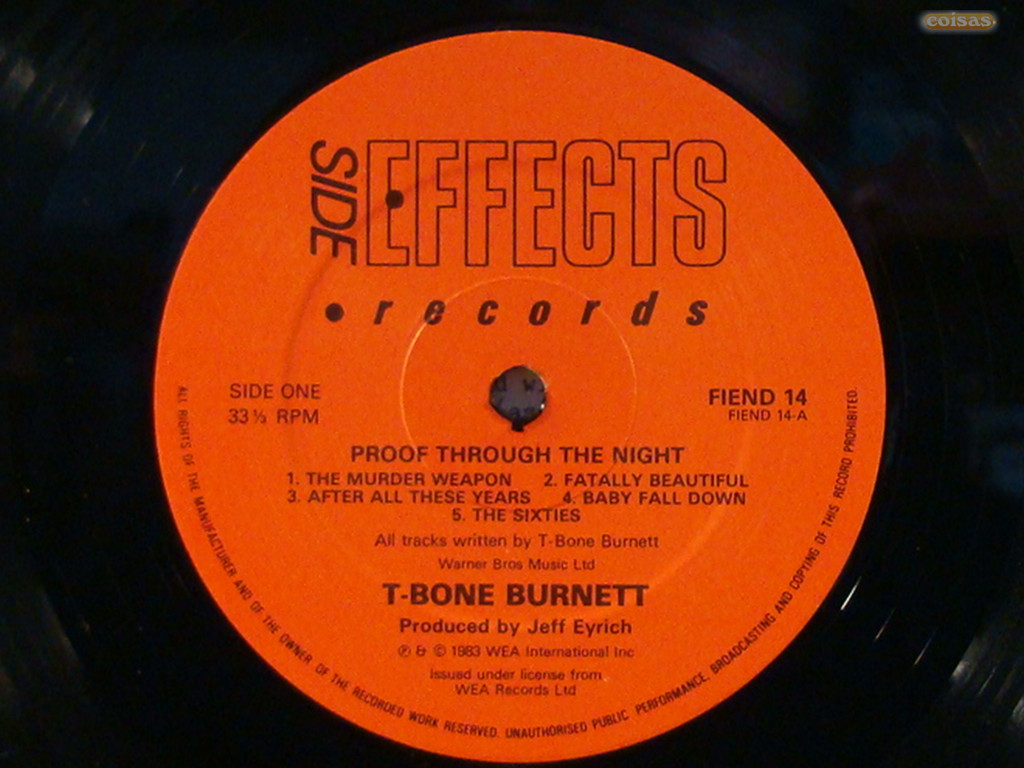 coisas
SIDE EFFECTS
records
SIDE ONE
33⅓ RPM
FIEND 14
FIEND 14-A
PROOF THROUGH THE NIGHT
1. THE MURDER WEAPON 2. FATALLY BEAUTIFUL
3. AFTER ALL THESE YEARS 4. BABY FALL DOWN
5. THE SIXTIES
All tracks written by T-Bone Burnett
Warner Bros Music Ltd
T-BONE BURNETT
Produced by Jeff Eyrich
℗ & © 1983 WEA International Inc
Issued under license from
WEA Records Ltd
ALL RIGHTS OF THE MANUFACTURER AND OF THE OWNER OF THE RECORDED WORK RESERVED. UNAUTHORISED PUBLIC PERFORMANCE, BROADCASTING AND COPYING OF THIS RECORD PROHIBITED.